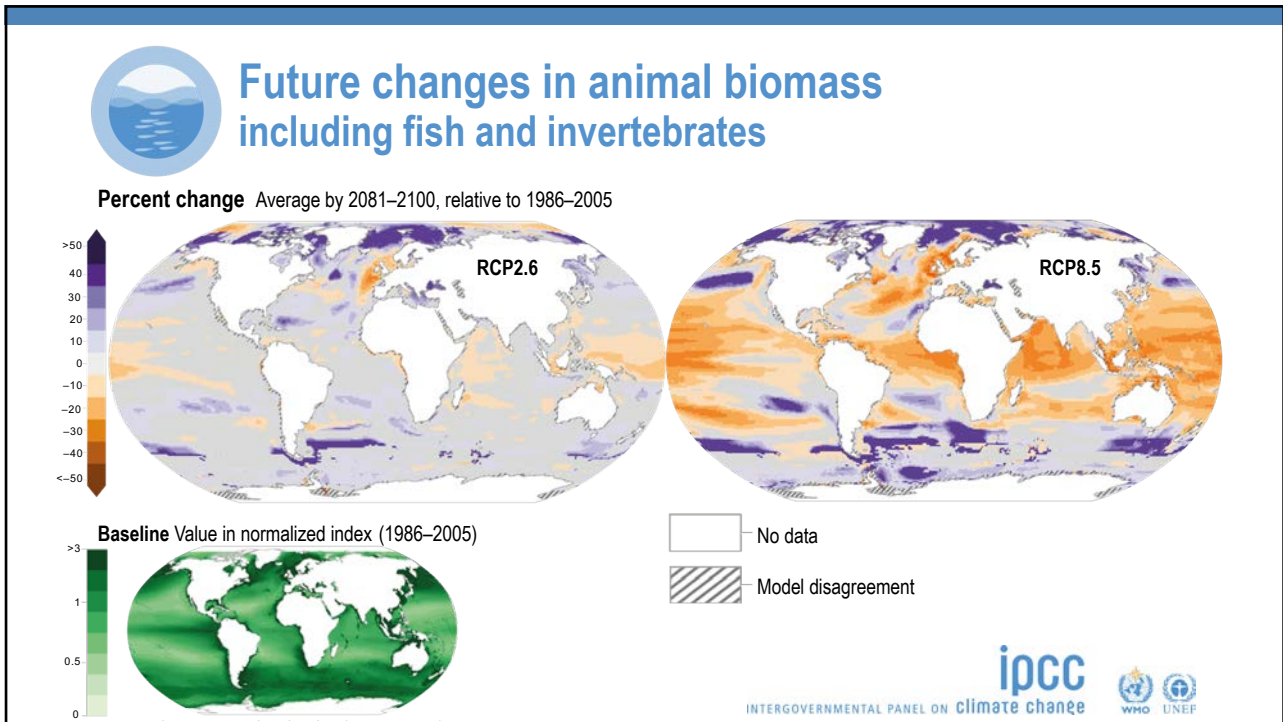 Future changes in animal biomass
including fish and invertebrates
Percent change Average by 2081–2100, relative to 1986–2005
>50
40
30
20
10
0
–10
–20
–30
–40
<–50
RCP2.6
RCP8.5
Baseline Value in normalized index (1986–2005)
>3
1
0.5
0
No data
Model disagreement
ipcc
INTERGOVERNMENTAL PANEL ON climate change
WMO
UNEF